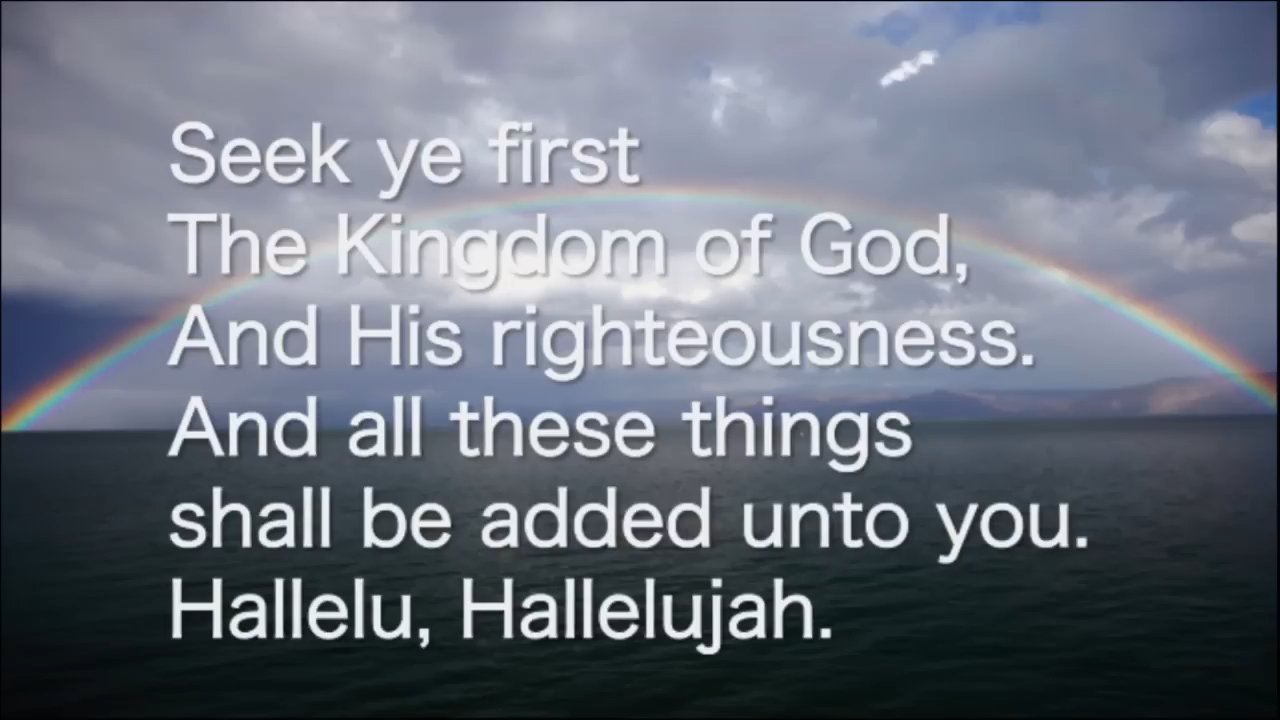 Seek ye first
The Kingdom of God,
And His righteousness.
And all these things
shall be added unto you.
Hallelu, Hallelujah.